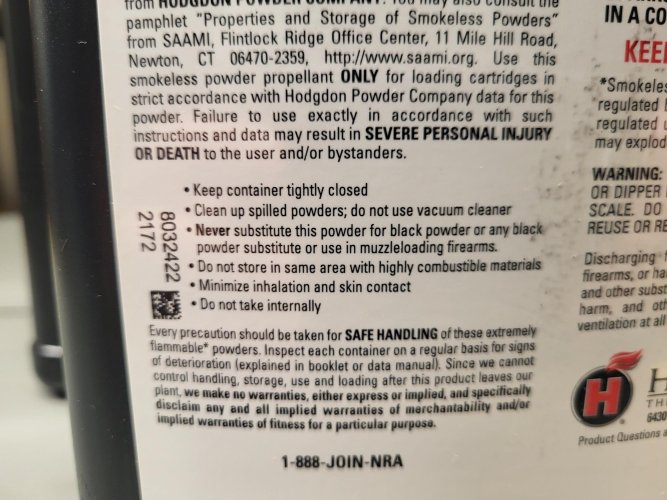 from HODGDON POWDER COMPANY. You may also consult the
pamphlet "Properties and Storage of Smokeless Powders"
from SAAMI, Flintlock Ridge Office Center, 11 Mile Hill Road,
Newton, CT 06470-2359, http://www.saami.org. Use this
smokeless powder propellant ONLY for loading cartridges in
strict accordance with Hodgdon Powder Company data for this
powder. Failure to use exactly in accordance with such
instructions and data may result in SEVERE PERSONAL INJURY
OR DEATH to the user and/or bystanders.
• Keep container tightly closed
• Clean up spilled powders; do not use vacuum cleaner
• Never substitute this powder for black powder or any black
powder substitute or use in muzzleloading firearms.
• Do not store in same area with highly combustible materials
• Minimize inhalation and skin contact
• Do not take internally
8032422
2172
Every precaution should be taken for SAFE HANDLING of these extremely
flammable* powders. Inspect each container on a regular basis for signs
of deterioration (explained in booklet or data manual). Since we cannot
control handling, storage, use and loading after this product leaves our
plant, we make no warranties, either express or implied, and specifically
disclaim any and all implied warranties of merchantability and/or
implied warranties of fitness for a particular purpose.
1-888-JOIN-NRA
IN A CO
KEE
*Smokeles
regulated
regulated
may explod
WARNING:
OR DIPPER
SCALE. DO
REUSE OR RE
Discharging
firearms, or ha
and other subst
harm, and oth
ventilation at all
H
H
TH
6430
Product Questions